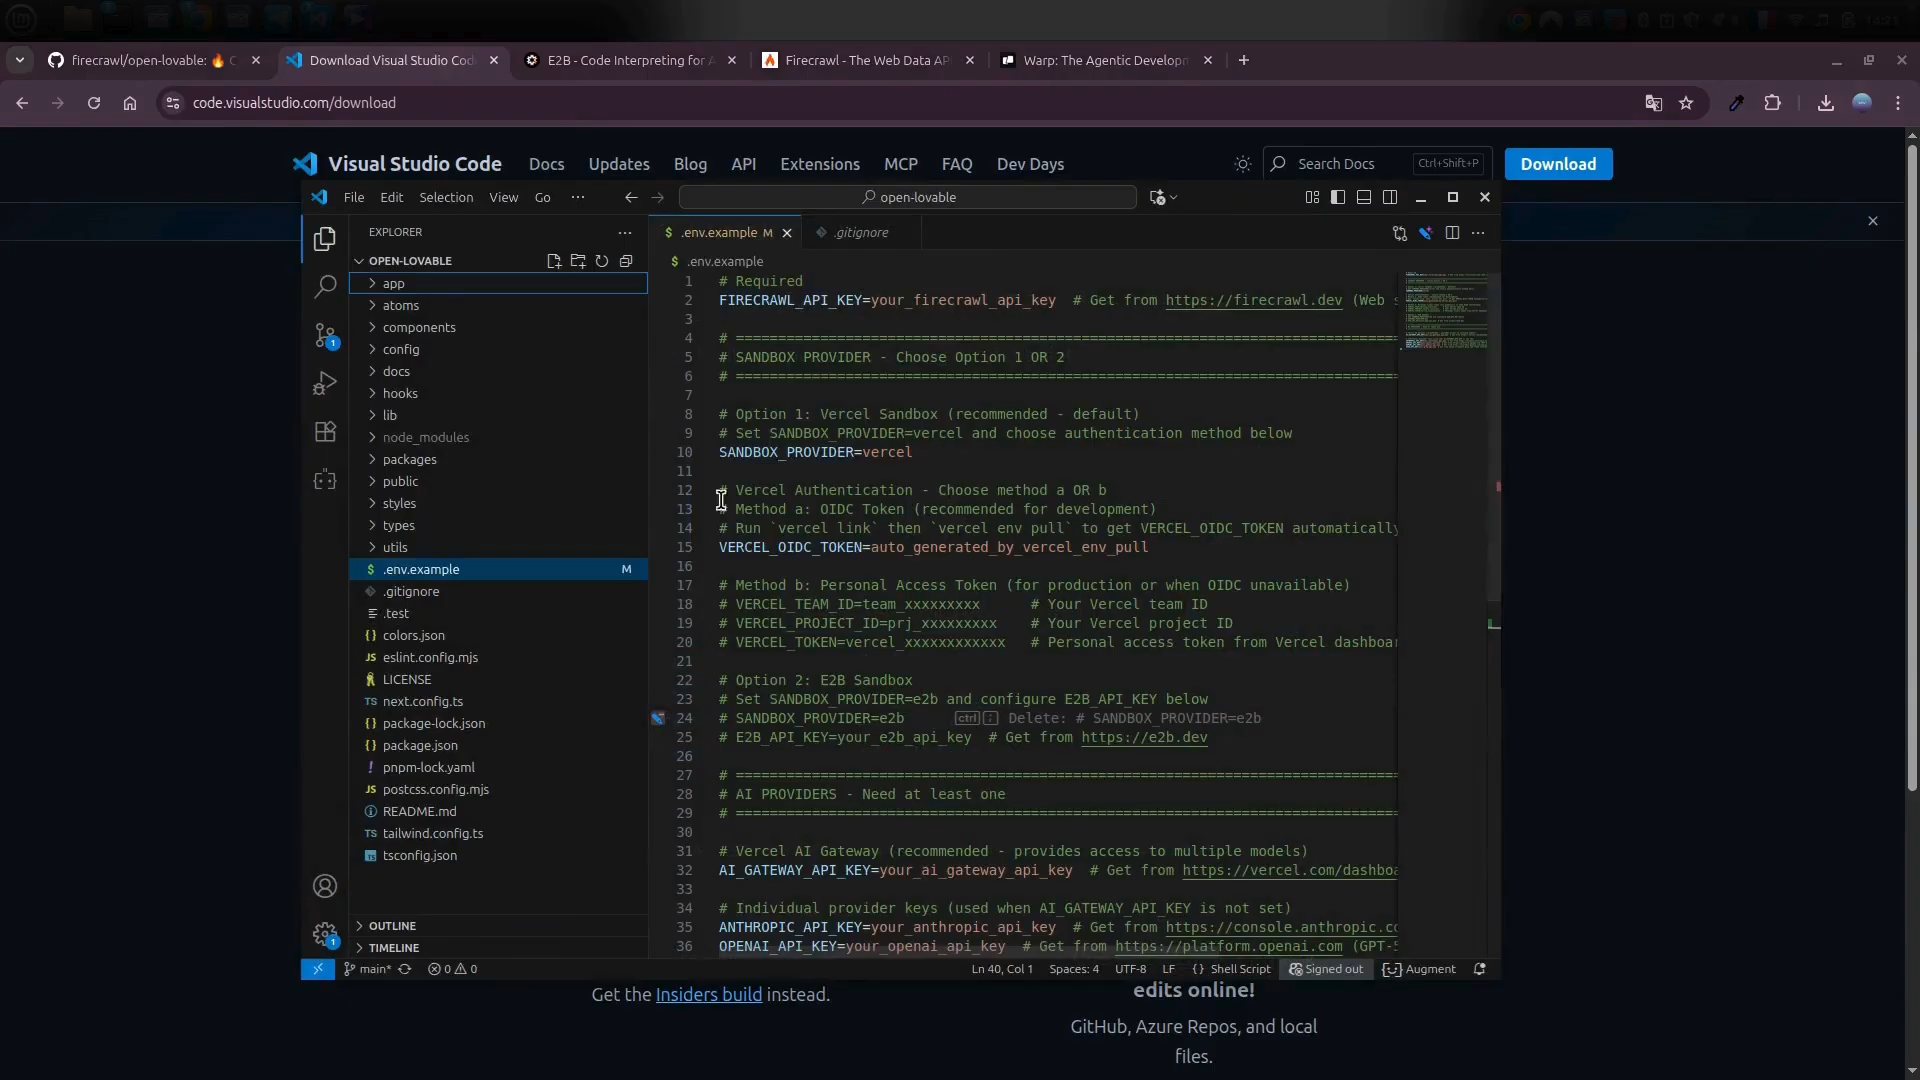 firecrawl/open-lovable: 🔥 C
Download Visual Studio Code
E2B - Code Interpreting for A
Firecrawl - The Web Data AP
Warp: The Agentic Developm
code.visualstudio.com/download
Visual Studio Code
Docs
Updates
Blog
API
Extensions
MCP
FAQ
Dev Days
Search Docs
Ctrl+Shift+P
Download
File
Edit
Selection
View
Go
open-lovable
EXPLORER
.env.example M
.gitignore
OPEN-LOVABLE
.env.example
app
atoms
components
config
docs
hooks
lib
node_modules
packages
public
styles
types
utils
.env.example M
.gitignore
.test
colors.json
eslint.config.mjs
LICENSE
next.config.ts
package-lock.json
package.json
pnpm-lock.yaml
postcss.config.mjs
README.md
tailwind.config.ts
tsconfig.json
OUTLINE
TIMELINE
1 # Required
2 FIRECRAWL_API_KEY=your_firecrawl_api_key  # Get from https://firecrawl.dev (Web s
3
4 # ===============================================================================
5 # SANDBOX PROVIDER - Choose Option 1 OR 2
6 # ===============================================================================
7
8 # Option 1: Vercel Sandbox (recommended - default)
9 # Set SANDBOX_PROVIDER=vercel and choose authentication method below
10 SANDBOX_PROVIDER=vercel
11
12 # Vercel Authentication - Choose method a OR b
13 # Method a: OIDC Token (recommended for development)
14 # Run `vercel link` then `vercel env pull` to get VERCEL_OIDC_TOKEN automatically
15 VERCEL_OIDC_TOKEN=auto_generated_by_vercel_env_pull
16
17 # Method b: Personal Access Token (for production or when OIDC unavailable)
18 # VERCEL_TEAM_ID=team_xxxxxxxxx      # Your Vercel team ID
19 # VERCEL_PROJECT_ID=prj_xxxxxxxxx    # Your Vercel project ID
20 # VERCEL_TOKEN=vercel_xxxxxxxxxxxx   # Personal access token from Vercel dashboar
21
22 # Option 2: E2B Sandbox
23 # Set SANDBOX_PROVIDER=e2b and configure E2B_API_KEY below
24 # SANDBOX_PROVIDER=e2b      ctrl ; Delete: # SANDBOX_PROVIDER=e2b
25 # E2B_API_KEY=your_e2b_api_key  # Get from https://e2b.dev
26
27 # ===============================================================================
28 # AI PROVIDERS - Need at least one
29 # ===============================================================================
30
31 # Vercel AI Gateway (recommended - provides access to multiple models)
32 AI_GATEWAY_API_KEY=your_ai_gateway_api_key  # Get from https://vercel.com/dashboa
33
34 # Individual provider keys (used when AI_GATEWAY_API_KEY is not set)
35 ANTHROPIC_API_KEY=your_anthropic_api_key  # Get from https://console.anthropic.co
36 OPENAI_API_KEY=your_openai_api_key  # Get from https://platform.openai.com (GPT-5
main*
0 0
Ln 40, Col 1
Spaces: 4
UTF-8
LF
{} Shell Script
Signed out
Augment
Get the Insiders build instead.
edits online!
GitHub, Azure Repos, and local
files.